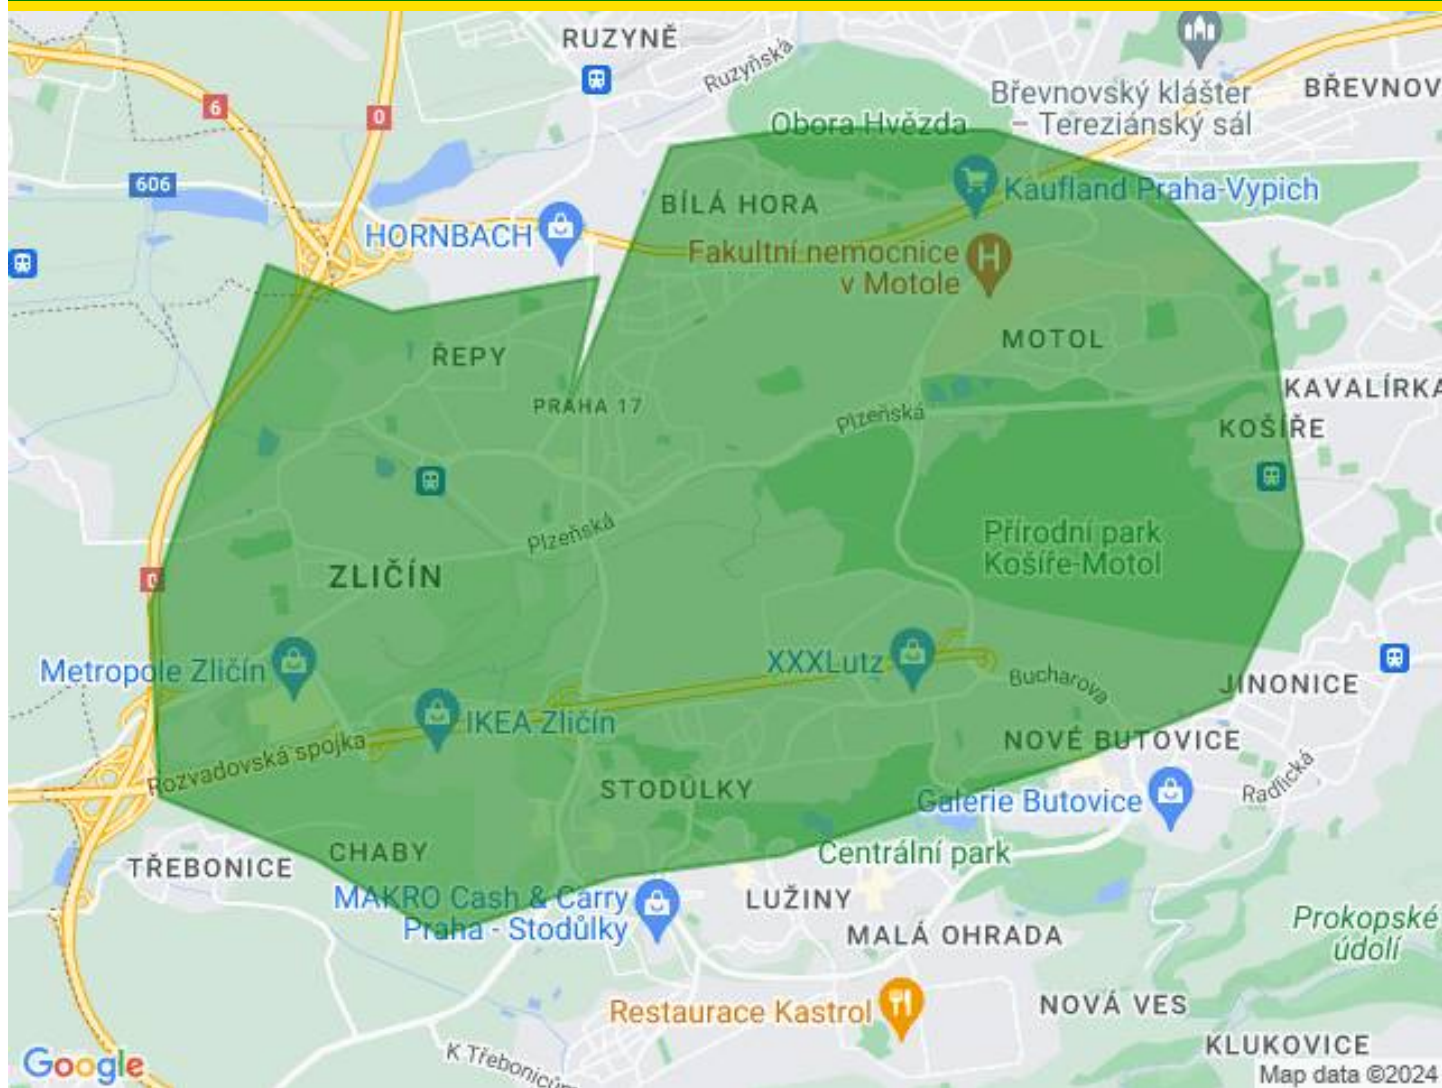 RUZYNĚ
Ruzyňská
6
0
Břevnovský klášter
– Tereziánský sál
BŘEVNOV
Obora Hvězda
606
Kaufland Praha-Vypich
BÍLÁ HORA
HORNBACH
Fakultní nemocnice
v Motole
H
MOTOL
ŘEPY
KAVALÍRKA
PRAHA 17
Plzeňská
KOŠÍŘE
Plzeňská
Přírodní park
Košíře-Motol
ZLIČÍN
0
Metropole Zličín
XXXLutz
Bucharova
JINONICE
IKEA Zličín
NOVÉ BUTOVICE
Rozvadovská spojka
STODŮLKY
Galerie Butovice
Radlická
CHABY
Centrální park
TŘEBONICE
MAKRO Cash & Carry
Praha - Stodůlky
LUŽINY
MALÁ OHRADA
Prokopské
údolí
Restaurace Kastrol
NOVÁ VES
KLUKOVICE
Google
K Třebonicům
Map data ©2024